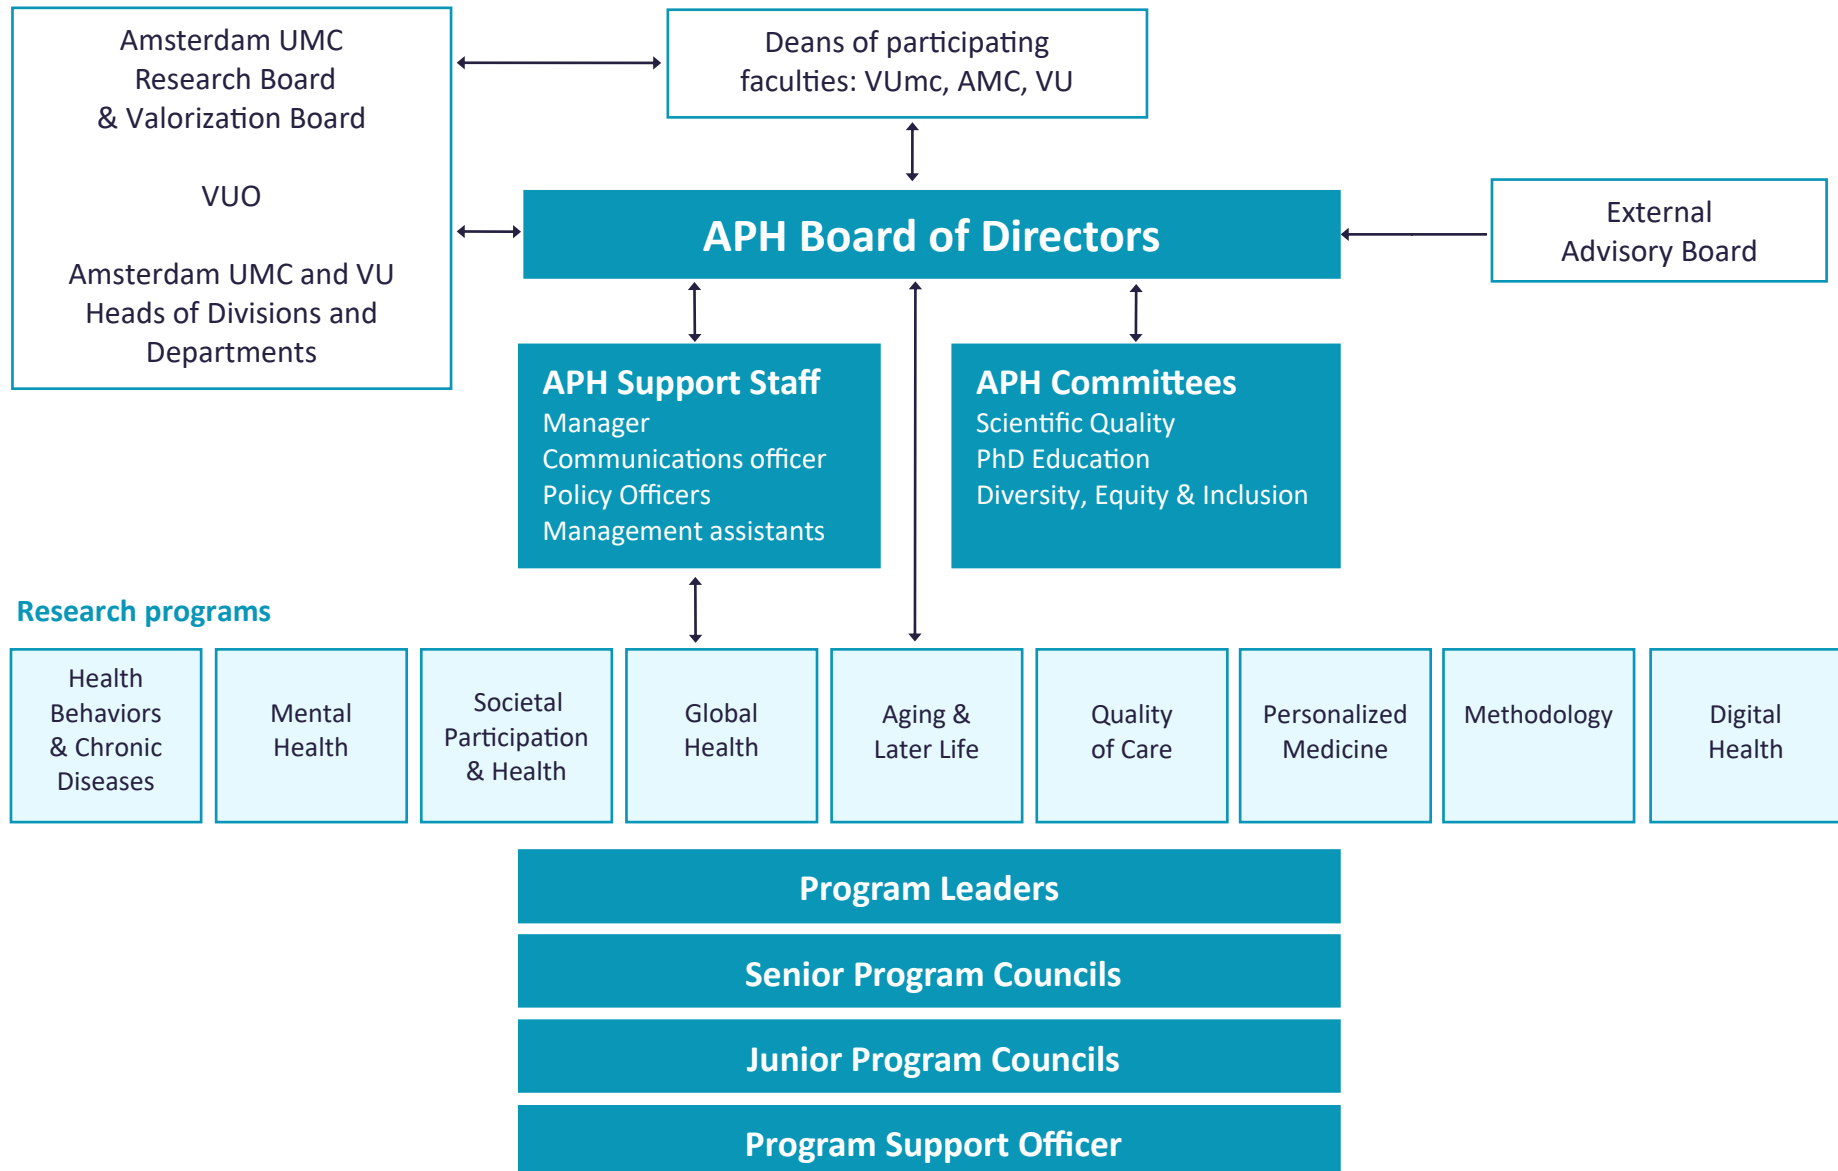 Amsterdam UMC
Research Board
& Valorization Board
VUO
Amsterdam UMC and VU
Heads of Divisions and
Departments
Deans of participating
faculties: VUmc, AMC, VU
APH Board of Directors
External
Advisory Board
APH Support Staff
Manager
Communications officer
Policy Officers
Management assistants
APH Committees
Scientific Quality
PhD Education
Diversity, Equity & Inclusion
Research programs
Health
Behaviors
& Chronic
Diseases
Mental
Health
Societal
Participation
& Health
Global
Health
Aging &
Later Life
Quality
of Care
Personalized
Medicine
Methodology
Digital
Health
Program Leaders
Senior Program Councils
Junior Program Councils
Program Support Officer